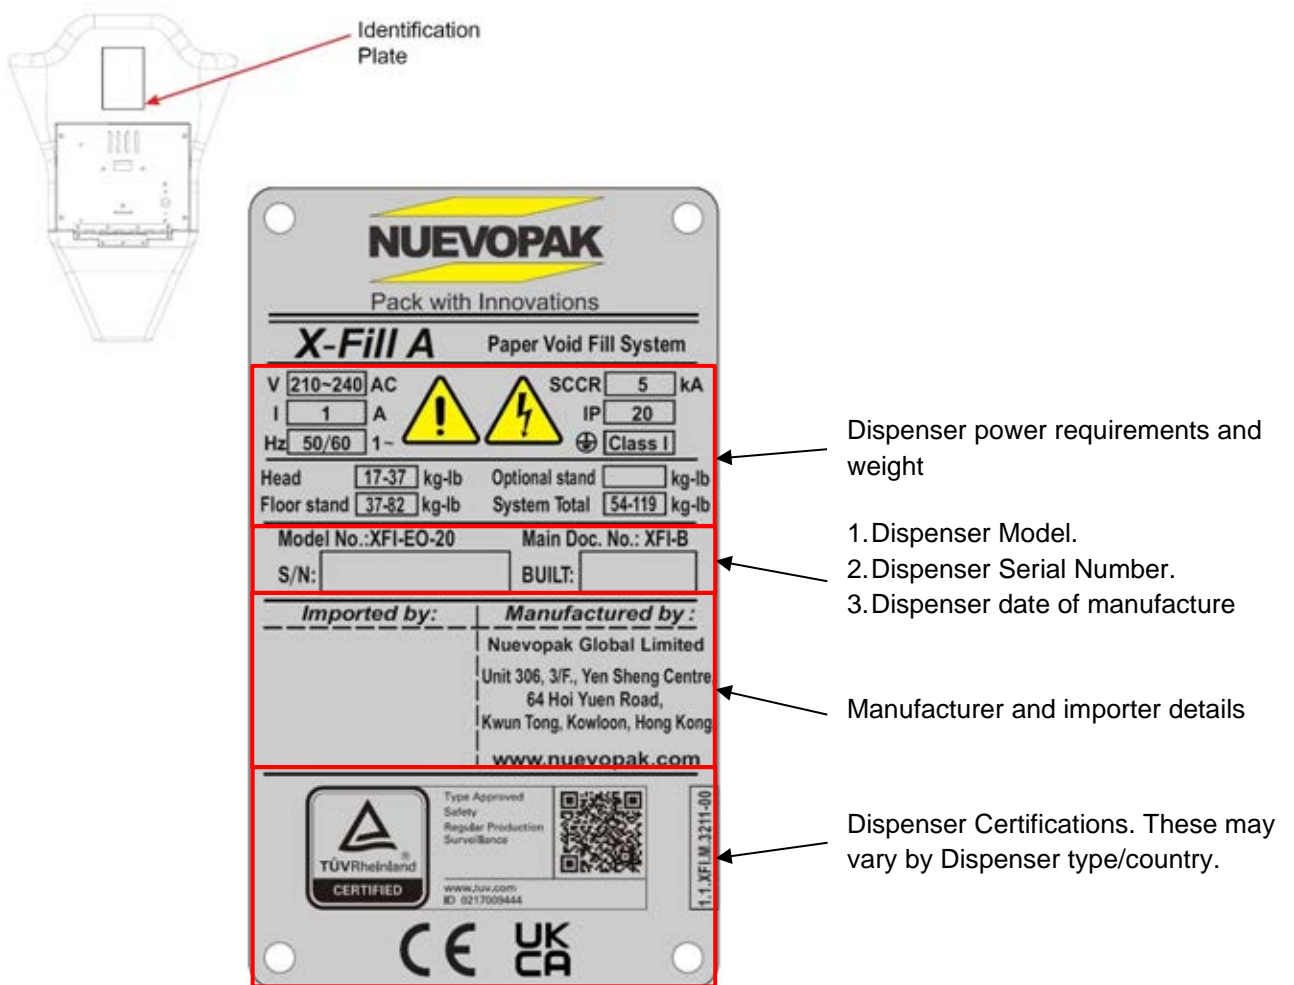 Identification
Plate
NUEVOPAK
Pack with Innovations
X-Fill A Paper Void Fill System
V 210~240 AC SCCR 5 kA
I 1 A IP 20
Hz 50/60 1~ Class I
Head 17-37 kg-lb Optional stand kg-lb
Floor stand 37-82 kg-lb System Total 54-119 kg-lb
Model No.:XFI-EO-20 Main Doc. No.: XFI-B
S/N: BUILT:
Imported by: Manufactured by :
Nuevopak Global Limited
Unit 306, 3/F., Yen Sheng Centre,
64 Hoi Yuen Road,
Kwun Tong, Kowloon, Hong Kong
www.nuevopak.com
TÜVRheinland ®
CERTIFIED
Type Approved
Safety
Regular Production
Surveillance
www.tuv.com
ID 0217009444
1.1.XFI.M.3211-00
CE UK
CA
Dispenser power requirements and
weight
1.Dispenser Model.
2.Dispenser Serial Number.
3.Dispenser date of manufacture
Manufacturer and importer details
Dispenser Certifications. These may
vary by Dispenser type/country.